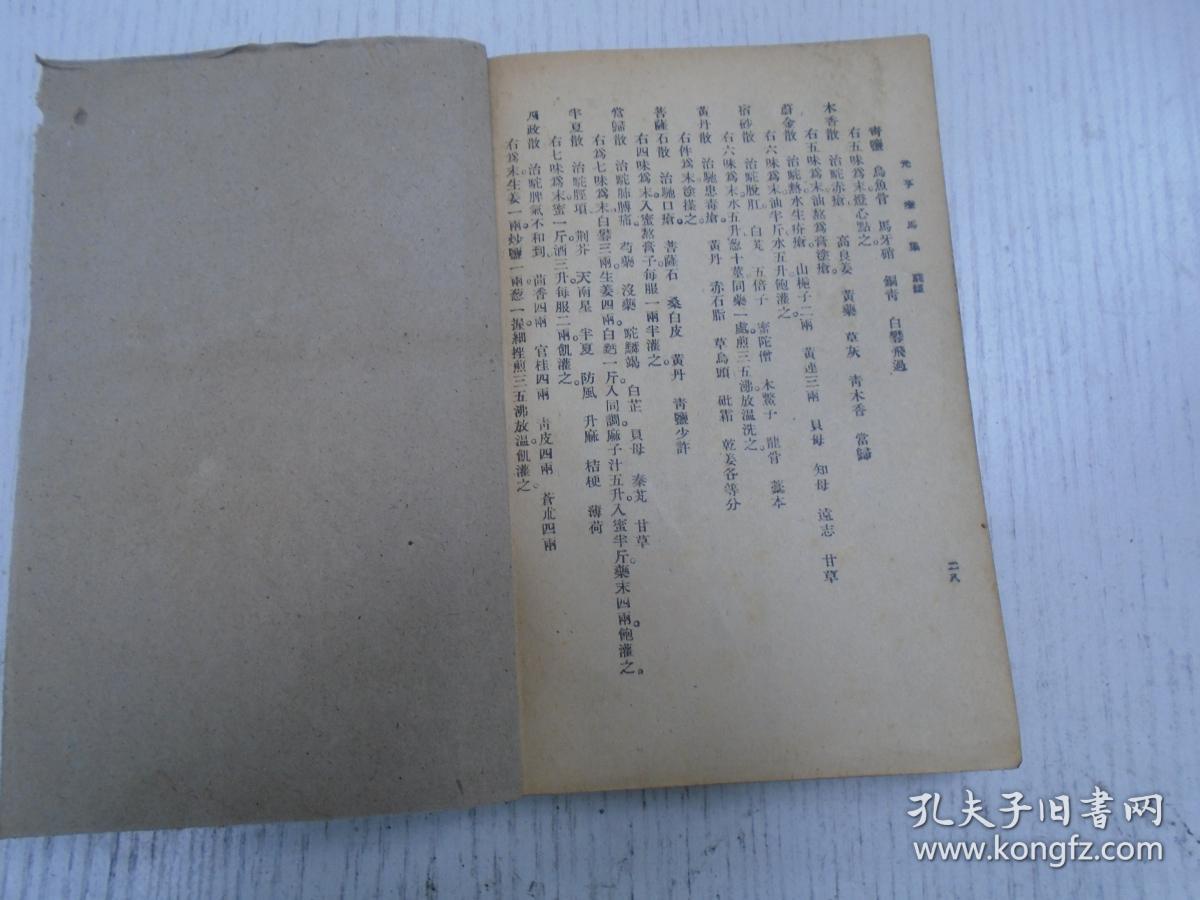 元亨療馬集
二八
青鹽　烏魚骨　馬牙硝　銅青　白礬飛過
右五味爲末燈心點之。
木香散　治駝赤瘡。　高良姜　黃藥　草灰　青木香　當歸
右五味爲末油熬爲膏塗瘡。
蔚金散　治駝熱水生疥瘡。　山梔子二兩　黃連三兩　貝母　知母　遠志　甘草
右六味爲末油半斤水五升飽灌之。
宿砂散　治駝脫肛。　白芷　五倍子　蜜陀僧　木鱉子　龍骨　藁本
右六味爲末。水五升葱十莖同藥一處煎三五沸放溫洗之。
黃丹散　治馳患毒瘡。　黃丹　赤石脂　草烏頭　砒霜　乾姜各等分
右件爲末塗搽之。
菩薩石散　治馳口瘡。　菩薩石　桑白皮　黃丹　青鹽少許
右四味爲末入蜜熬膏子每服一兩半灌之。
當歸散　治駝肺膊痛。　芍藥　沒藥　騏驎竭　白芷　貝母　秦艽　甘草
右爲七味爲末白礬三兩生姜四兩白麪一斤入同調麻子汁五升。入蜜半斤。藥末四兩。飽灌之。
半夏散　治駝脛項　荆芥　天南星　半夏　防風　升麻　桔梗　薄荷
右七味爲末蜜一斤。酒三升每服二兩飢灌之。
政散　治駝脾氣不和到　茴香四兩　官桂四兩　青皮四兩　蒼朮四兩
右爲末生姜一兩炒鹽一兩葱一握細挫煎三五沸放溫飢灌之。
孔夫子旧书网
www.kongfz.com